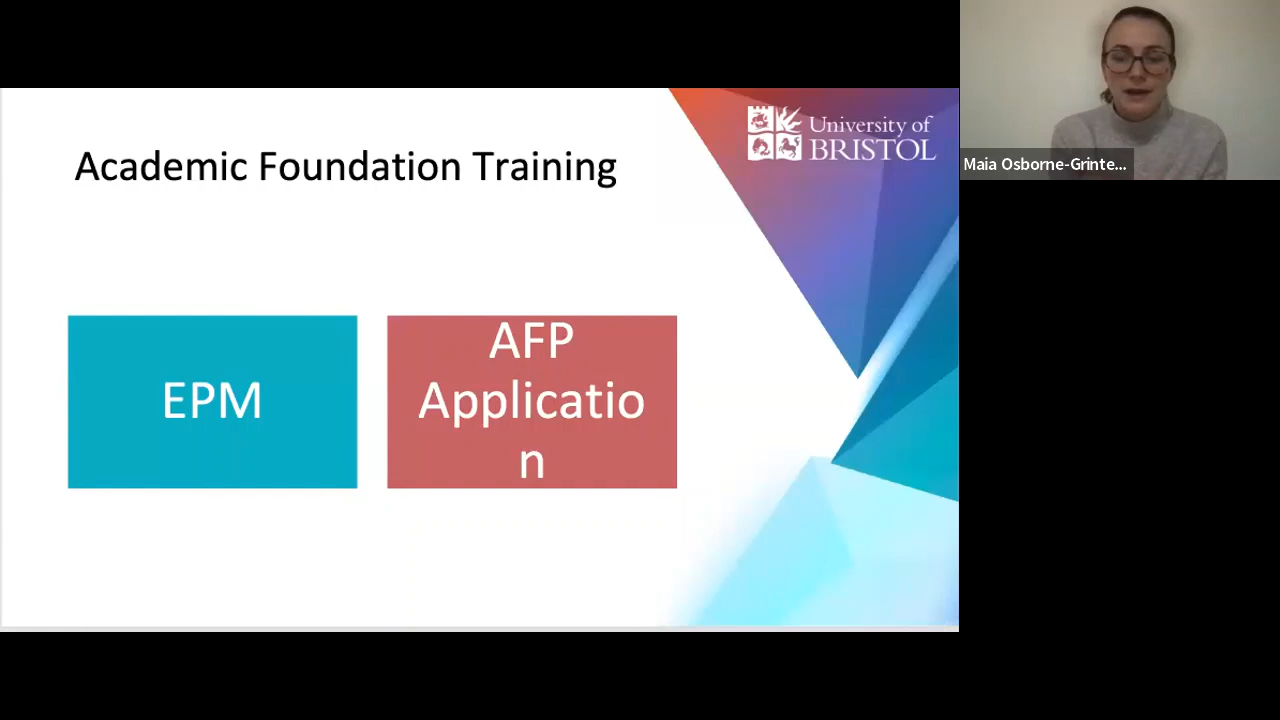 University of
BRISTOL
Academic Foundation Training
EPM
AFP
Applicatio
n
Maia Osborne-Grinte...